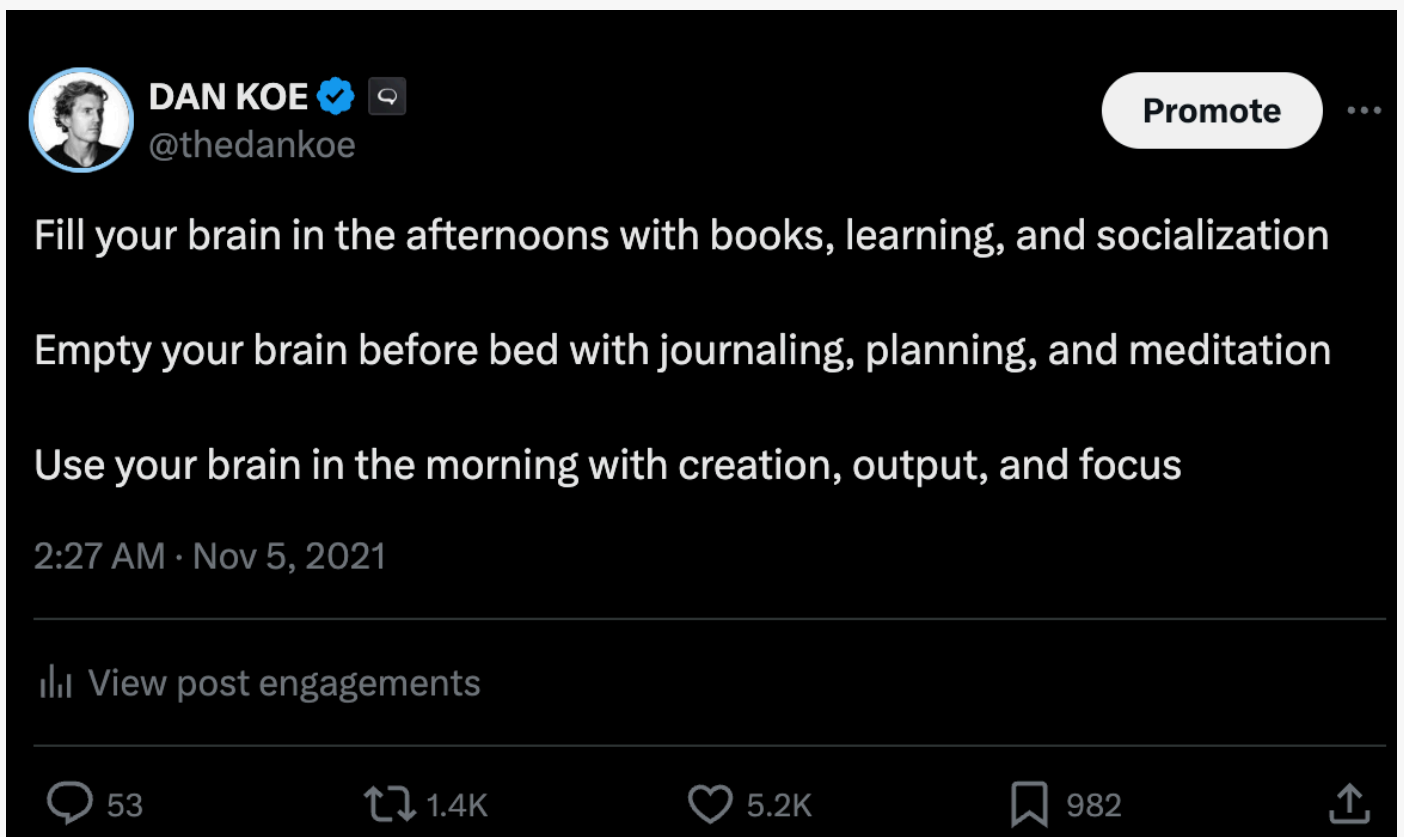 DAN KOE
@thedankoe
Promote
Fill your brain in the afternoons with books, learning, and socialization
Empty your brain before bed with journaling, planning, and meditation
Use your brain in the morning with creation, output, and focus
2:27 AM · Nov 5, 2021
View post engagements
53 1.4K 5.2K 982